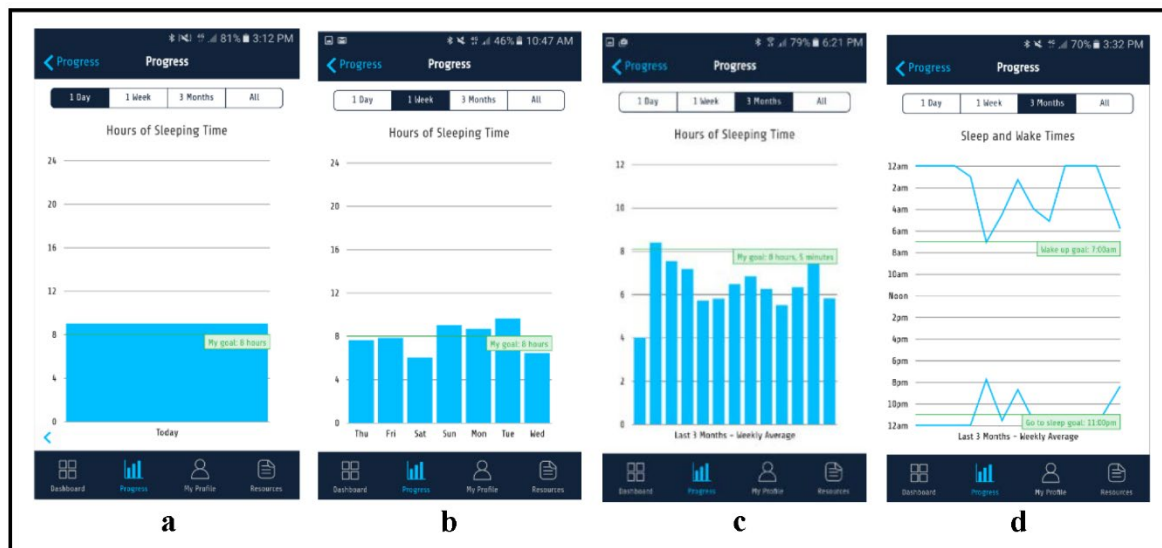 81% 3:12 PM
Progress
Progress
1 Day 1 Week 3 Months All
Hours of Sleeping Time
24
20
16
12
8
My goal: 8 hours
4
0
Today
Dashboard Progress My Profile Resources
a
46% 10:47 AM
Progress
Progress
1 Day 1 Week 3 Months All
Hours of Sleeping Time
24
20
16
12
8
My goal: 8 hours
4
0
Thu Fri Sat Sun Mon Tue Wed
Dashboard Progress My Profile Resources
b
79% 6:21 PM
Progress
Progress
1 Day 1 Week 3 Months All
Hours of Sleeping Time
12
10
8
My goal: 8 hours, 5 minutes
6
4
2
0
Last 3 Months - Weekly Average
Dashboard Progress My Profile Resources
c
70% 3:32 PM
Progress
Progress
1 Day 1 Week 3 Months All
Sleep and Wake Times
12am
2am
4am
6am
Wake up goal: 7:00am
8am
10am
Noon
2pm
4pm
6pm
8pm
10pm
Go to sleep goal: 11:00pm
12am
Last 3 Months - Weekly Average
Dashboard Progress My Profile Resources
d